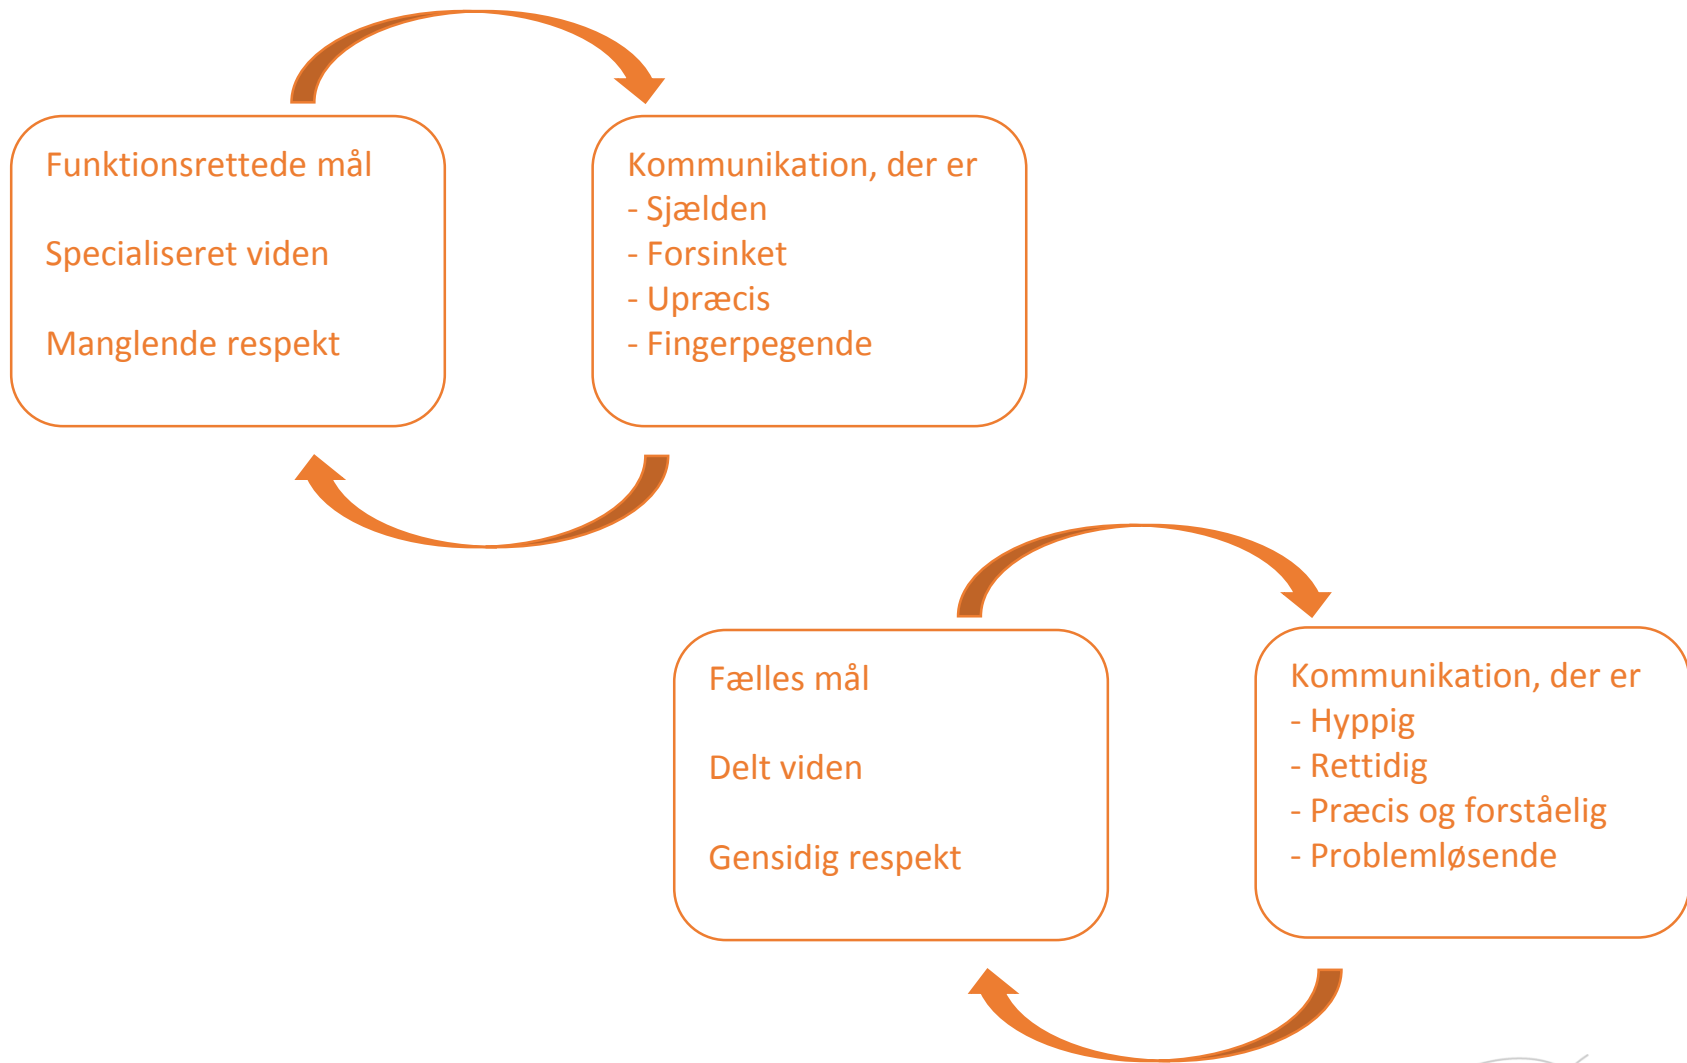 Funktionsrettede mål
Specialiseret viden
Manglende respekt
Kommunikation, der er
- Sjælden
- Forsinket
- Upræcis
- Fingerpegende
Fælles mål
Delt viden
Gensidig respekt
Kommunikation, der er
- Hyppig
- Rettidig
- Præcis og forståelig
- Problemløsende